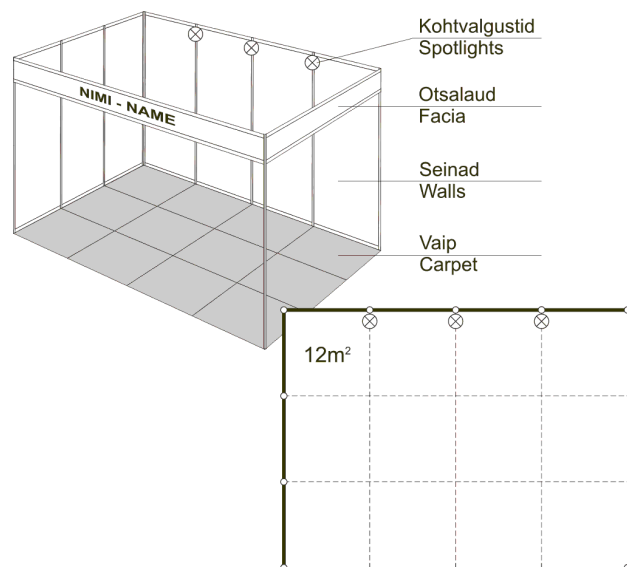 Kohtvalgustid
Spotlights
NIMI - NAME
Otsalaud
Facia
Seinad
Walls
Vaip
Carpet
12m²